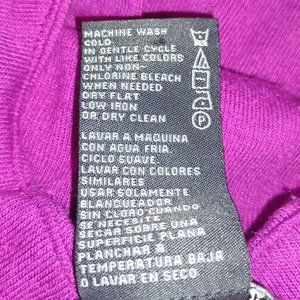 MACHINE WASH
COLD
IN GENTLE CYCLE
WITH LIKE COLORS
ONLY NON-
CHLORINE BLEACH
WHEN NEEDED
DRY FLAT
LOW IRON
OR DRY CLEAN
LAVAR A MAQUINA
CON AGUA FRIA,
CICLO SUAVE.
LAVAR CON COLORES
SIMILARES
USAR SOLAMENTE
BLANQUEADOR
SIN CLORO CUANDO
SE NECESITE
SECAR SOBRE UNA
SUPERFICIE PLANA
PLANCHAR A
TEMPERATURA BAJA
O LAVAR EN SECO
P